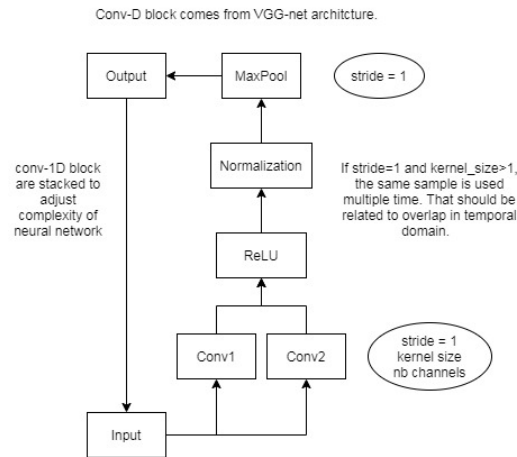 Conv-D block comes from VGG-net architcture.
Output
MaxPool
stride = 1
conv-1D block
are stacked to
adjust
complexity of
neural network
Normalization
If stride=1 and kernel_size>1,
the same sample is used
multiple time. That should be
related to overlap in temporal
domain.
ReLU
Conv1
Conv2
stride = 1
kernel size
nb channels
Input